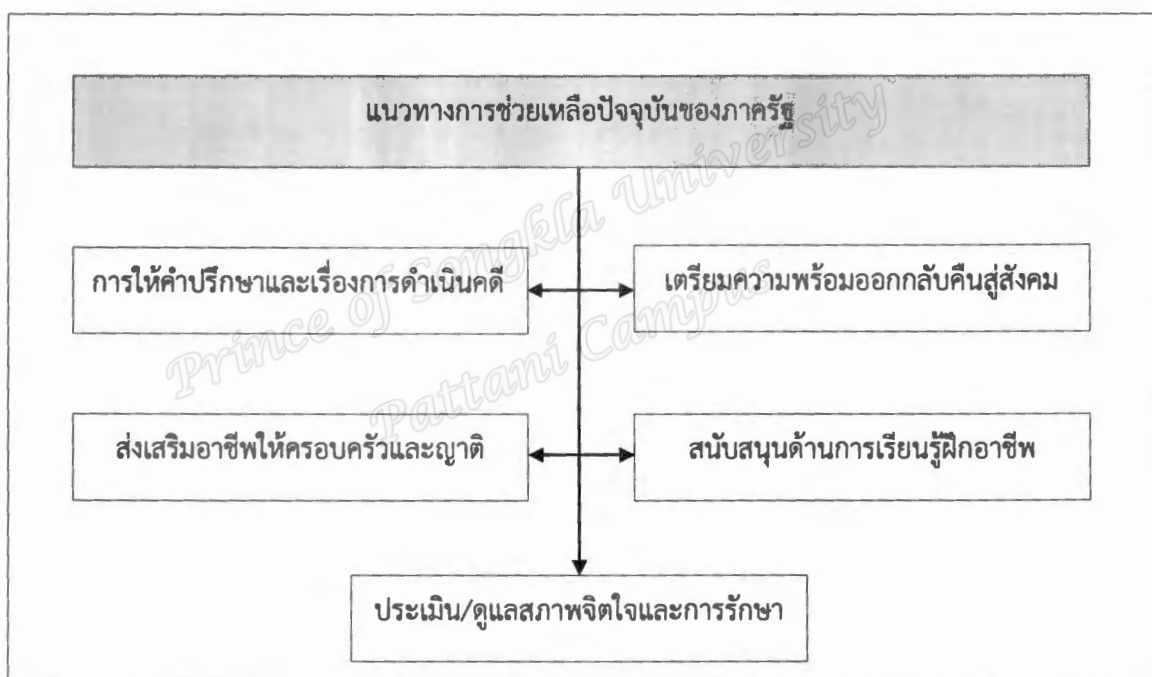 แนวทางการช่วยเหลือปัจจุบันของภาครัฐ
การให้คำปรึกษาและเรื่องการดำเนินคดี
เตรียมความพร้อมออกกลับคืนสู่สังคม
ส่งเสริมอาชีพให้ครอบครัวและญาติ
สนับสนุนด้านการเรียนรู้ฝึกอาชีพ
ประเมิน/ดูแลสภาพจิตใจและการรักษา
Prince of Songkla University
Pattani Campus